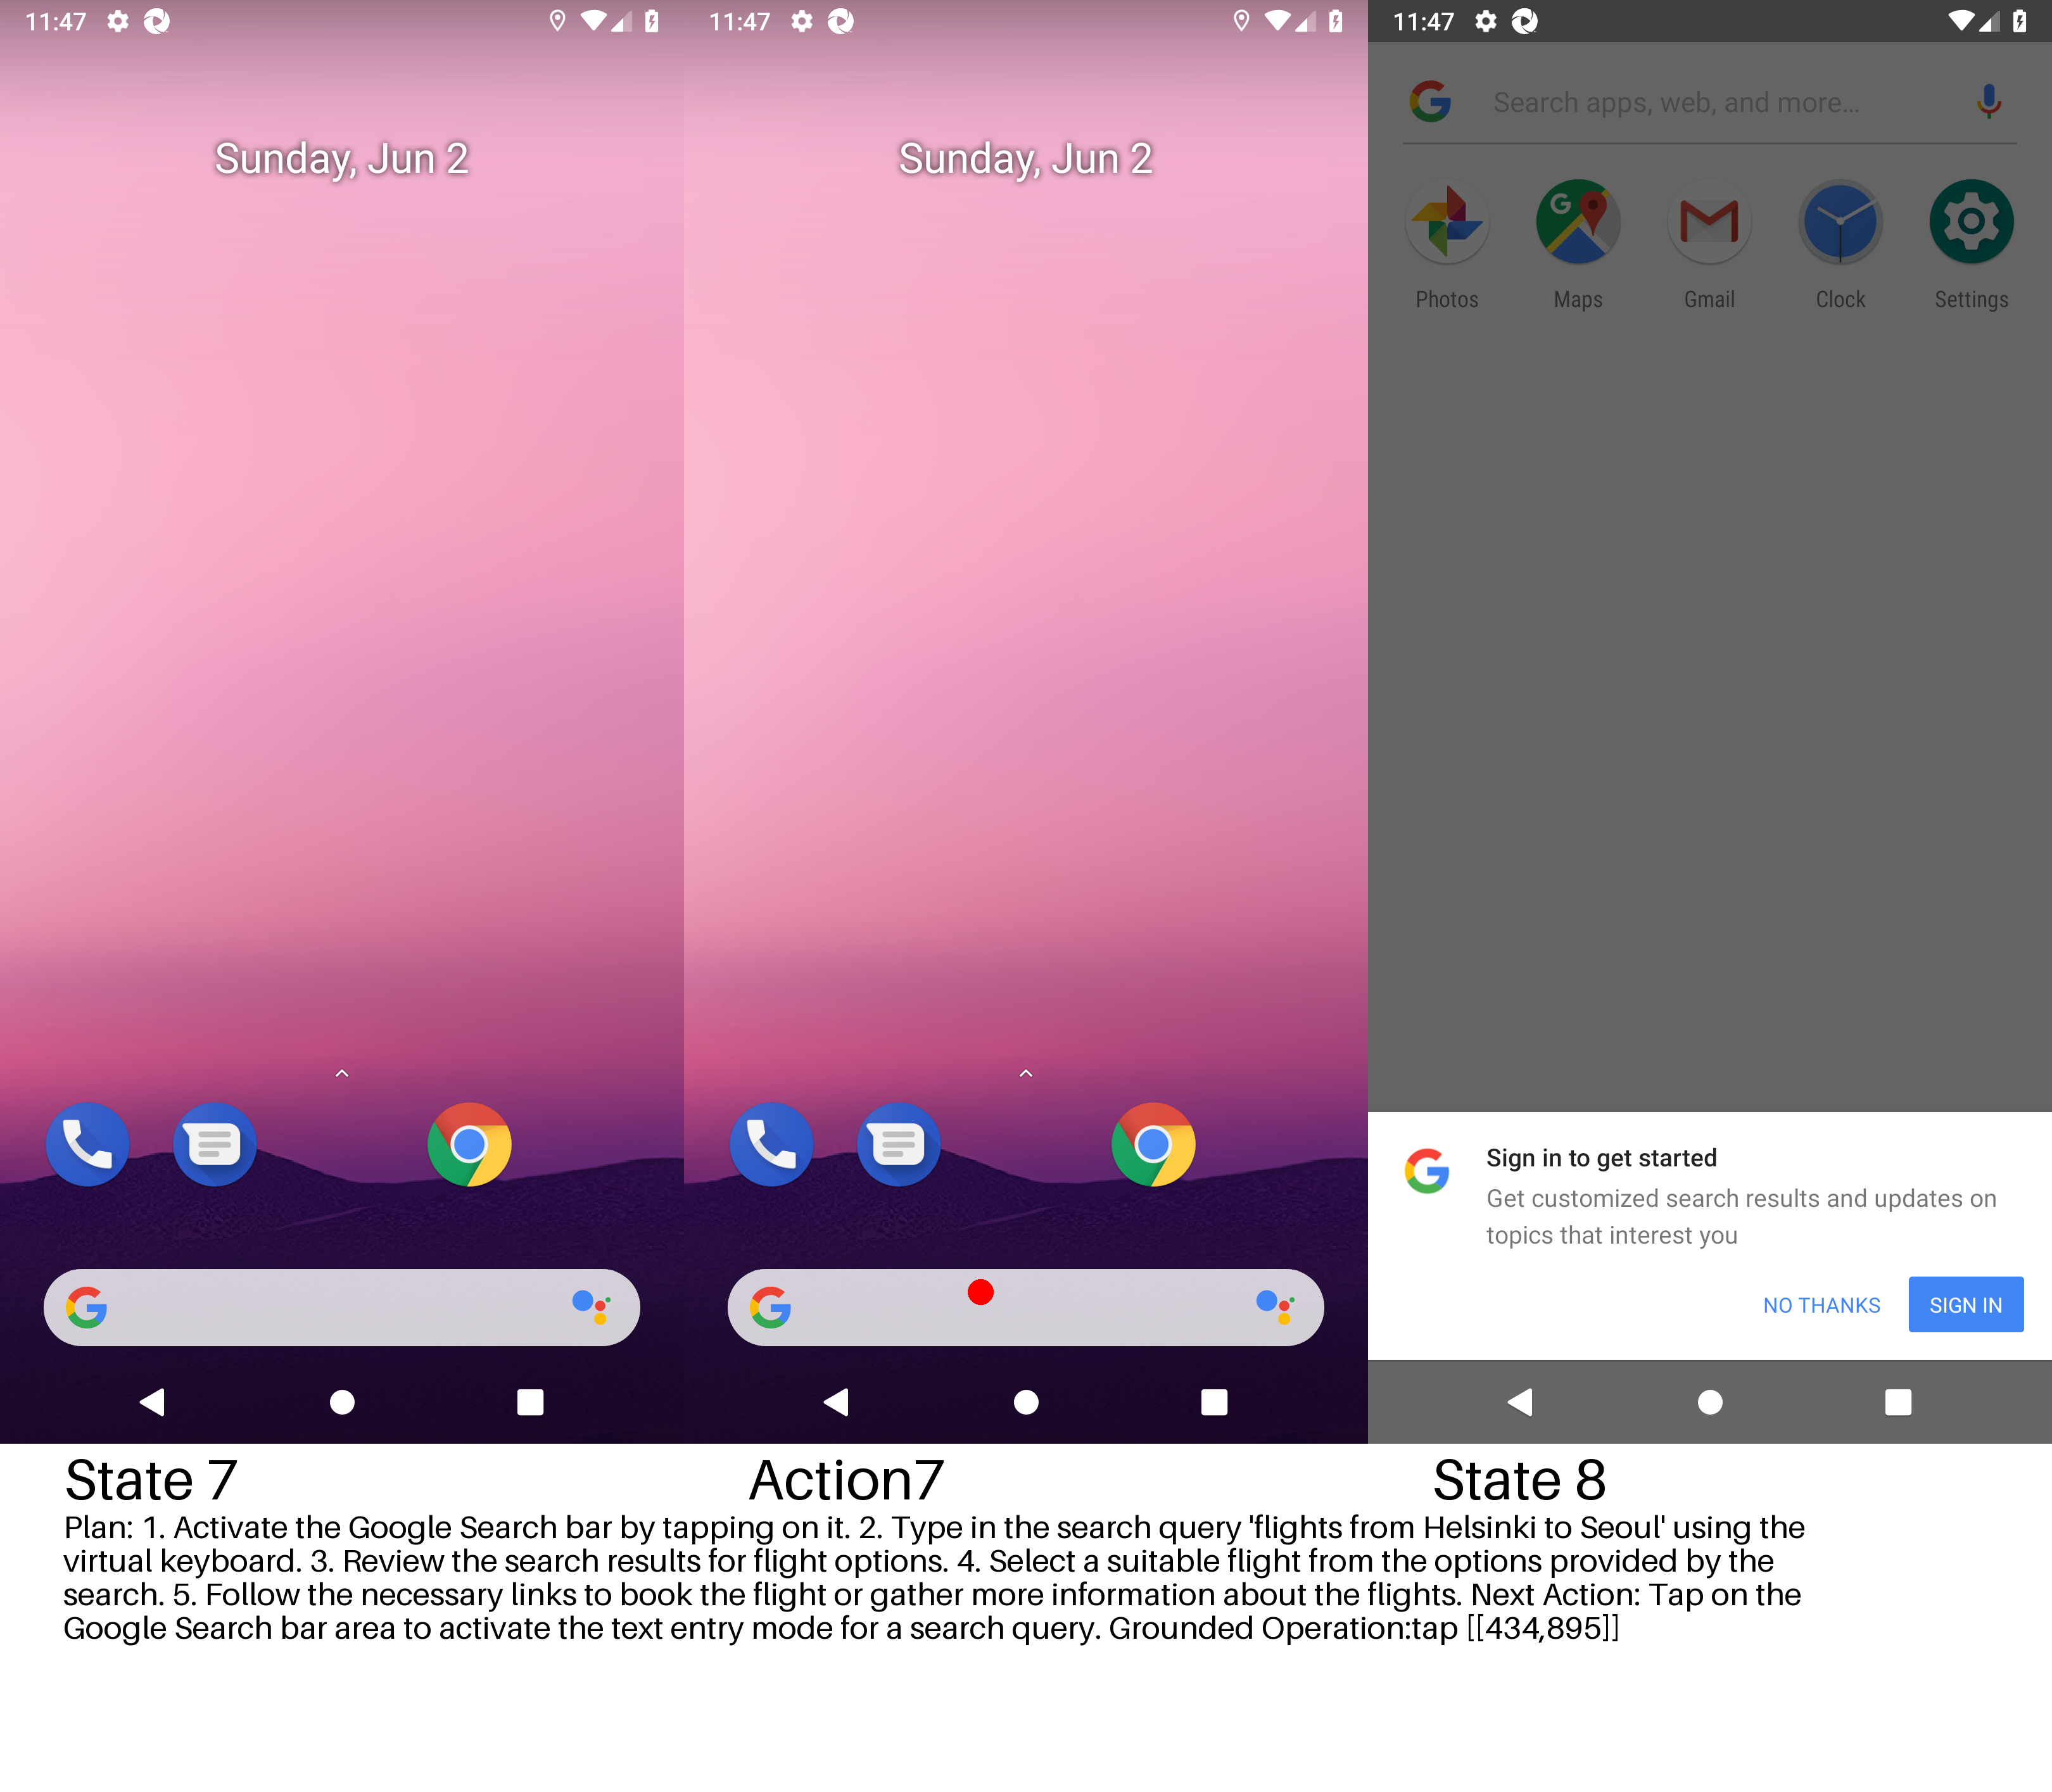 11:47
Sunday, Jun 2
11:47
Sunday, Jun 2
11:47
Search apps, web, and more...
Photos
Maps
Gmail
Clock
Settings
Sign in to get started
Get customized search results and updates on
topics that interest you
NO THANKS
SIGN IN
State 7
Action7
State 8
Plan: 1. Activate the Google Search bar by tapping on it. 2. Type in the search query 'flights from Helsinki to Seoul' using the
virtual keyboard. 3. Review the search results for flight options. 4. Select a suitable flight from the options provided by the
search. 5. Follow the necessary links to book the flight or gather more information about the flights. Next Action: Tap on the
Google Search bar area to activate the text entry mode for a search query. Grounded Operation:tap [[434,895]]